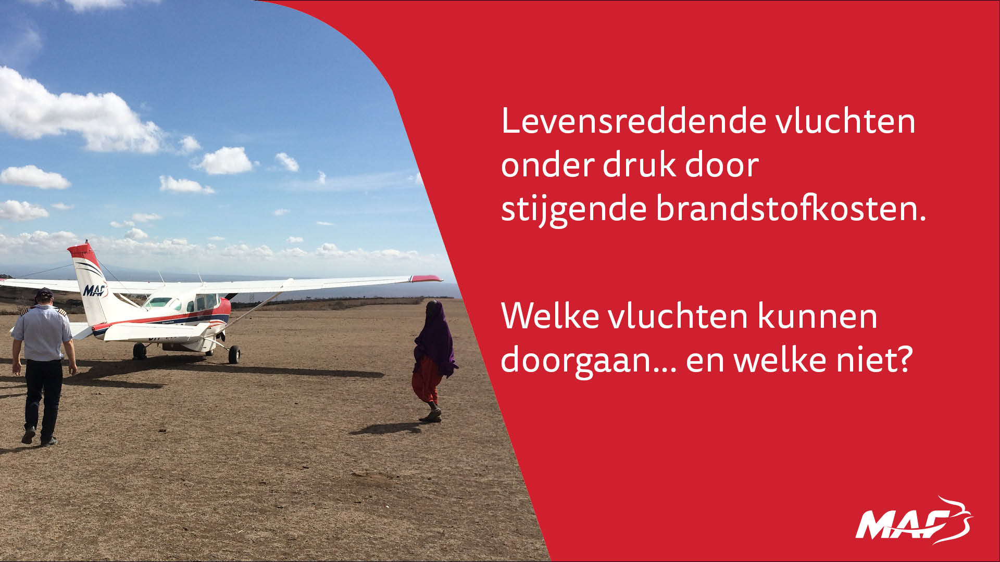 Levensreddende vluchten
onder druk door
stijgende brandstofkosten.
Welke vluchten kunnen
doorgaan... en welke niet?
MAF
MAF